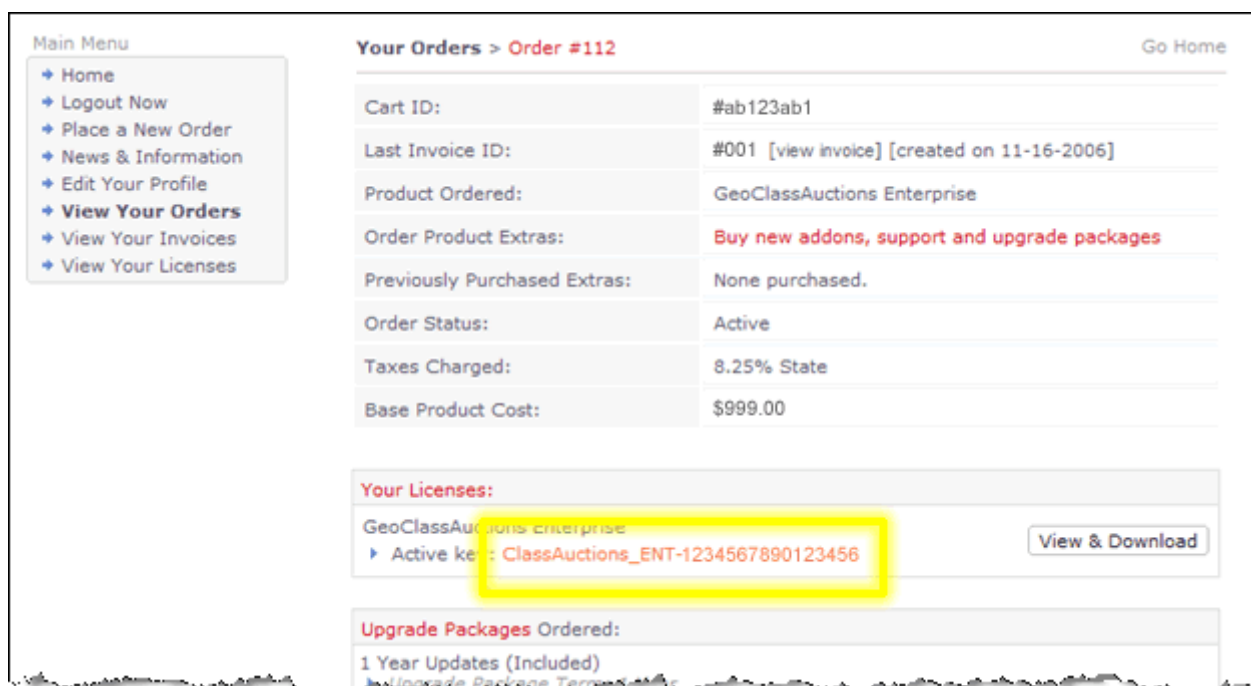 Main Menu
Home
Logout Now
Place a New Order
News & Information
Edit Your Profile
View Your Orders
View Your Invoices
View Your Licenses
Your Orders > Order #112
Go Home
Cart ID: #ab123ab1
Last Invoice ID: #001 [view invoice] [created on 11-16-2006]
Product Ordered: GeoClassAuctions Enterprise
Order Product Extras: Buy new addons, support and upgrade packages
Previously Purchased Extras: None purchased.
Order Status: Active
Taxes Charged: 8.25% State
Base Product Cost: $999.00
Your Licenses:
GeoClassAuctions Enterprise
Active key: ClassAuctions_ENT-1234567890123456
View & Download
Upgrade Packages Ordered:
1 Year Updates (Included)
Upgrade Package Term